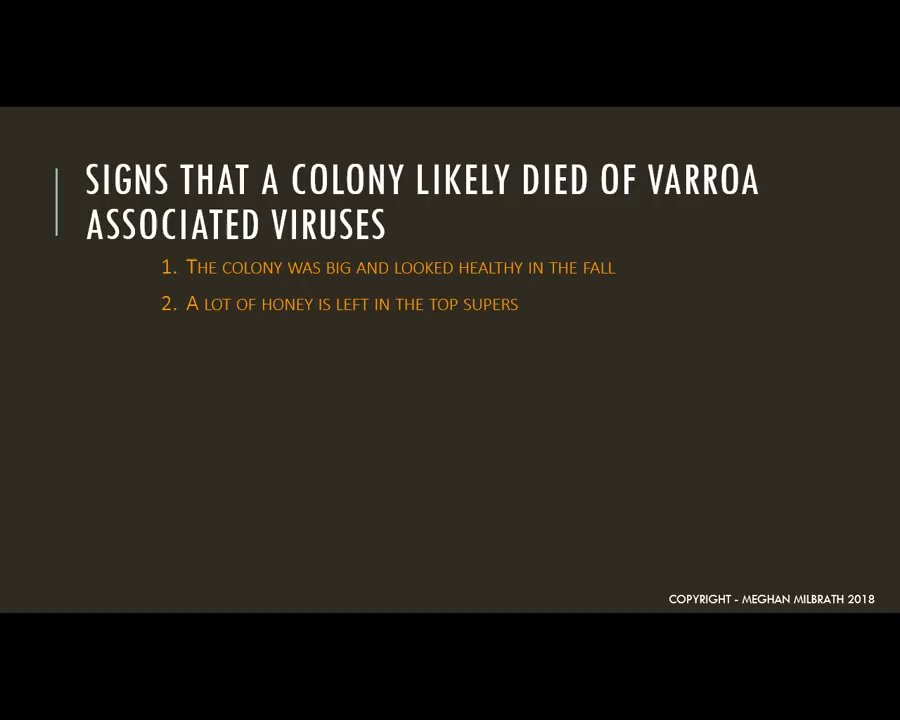 SIGNS THAT A COLONY LIKELY DIED OF VARROA
ASSOCIATED VIRUSES
1. THE COLONY WAS BIG AND LOOKED HEALTHY IN THE FALL
2. A LOT OF HONEY IS LEFT IN THE TOP SUPERS
COPYRIGHT - MEGHAN MILBRATH 2018